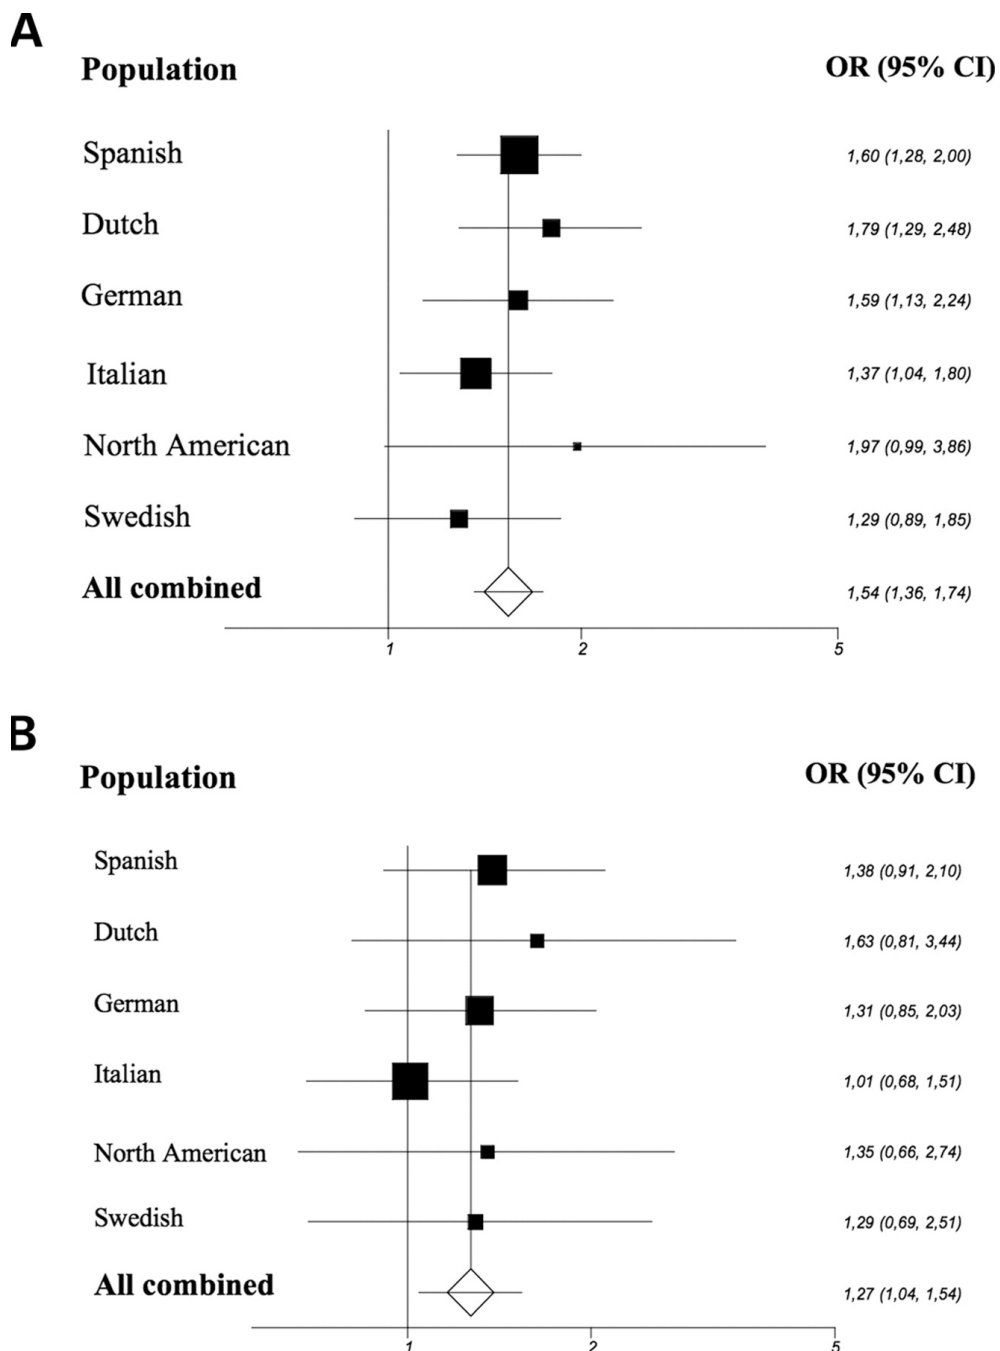 A
Population OR (95% CI)
Spanish 1,60 (1,28, 2,00)
Dutch 1,79 (1,29, 2,48)
German 1,59 (1,13, 2,24)
Italian 1,37 (1,04, 1,80)
North American 1,97 (0,99, 3,86)
Swedish 1,29 (0,89, 1,85)
All combined 1,54 (1,36, 1,74)
1 2 5
B
Population OR (95% CI)
Spanish 1,38 (0,91, 2,10)
Dutch 1,63 (0,81, 3,44)
German 1,31 (0,85, 2,03)
Italian 1,01 (0,68, 1,51)
North American 1,35 (0,66, 2,74)
Swedish 1,29 (0,69, 2,51)
All combined 1,27 (1,04, 1,54)
1 2 5